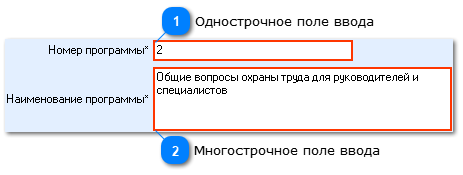 1 Однострочное поле ввода
Номер программы* 2
Наименование программы* Общие вопросы охраны труда для руководителей и
специалистов
2 Многострочное поле ввода